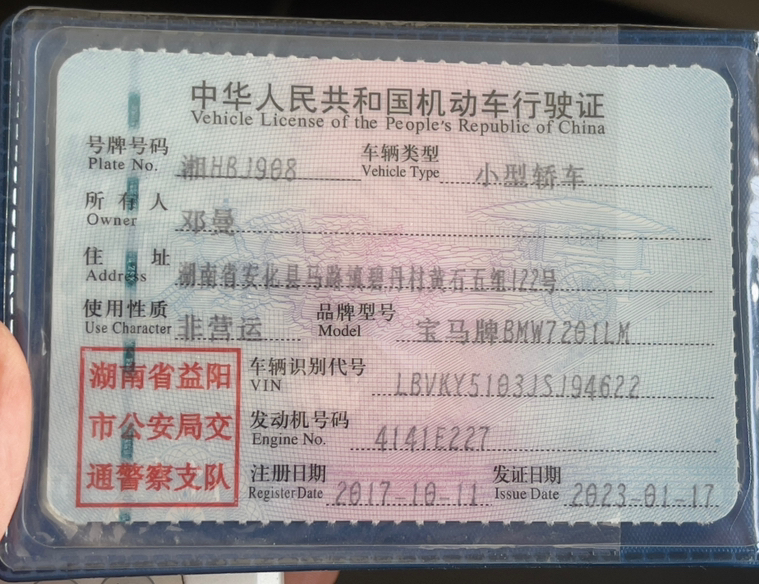 中华人民共和国机动车行驶证
Vehicle License of the People's Republic of China
号牌号码 湘HBJ908 车辆类型 小型轿车
Plate No. Vehicle Type
所有人 邓曼
Owner
住址 湖南省安化县马路镇碧丹村黄石五组122号
Address
使用性质 非营运 品牌型号 宝马牌BMW7201LM
Use Character Model
湖南省益阳
市公安局交
通警察支队
车辆识别代号 LBVKY5103JSJ94622
VIN
发动机号码 4141E227
Engine No.
注册日期 2017-10-11 发证日期 2023-01-17
Register Date Issue Date